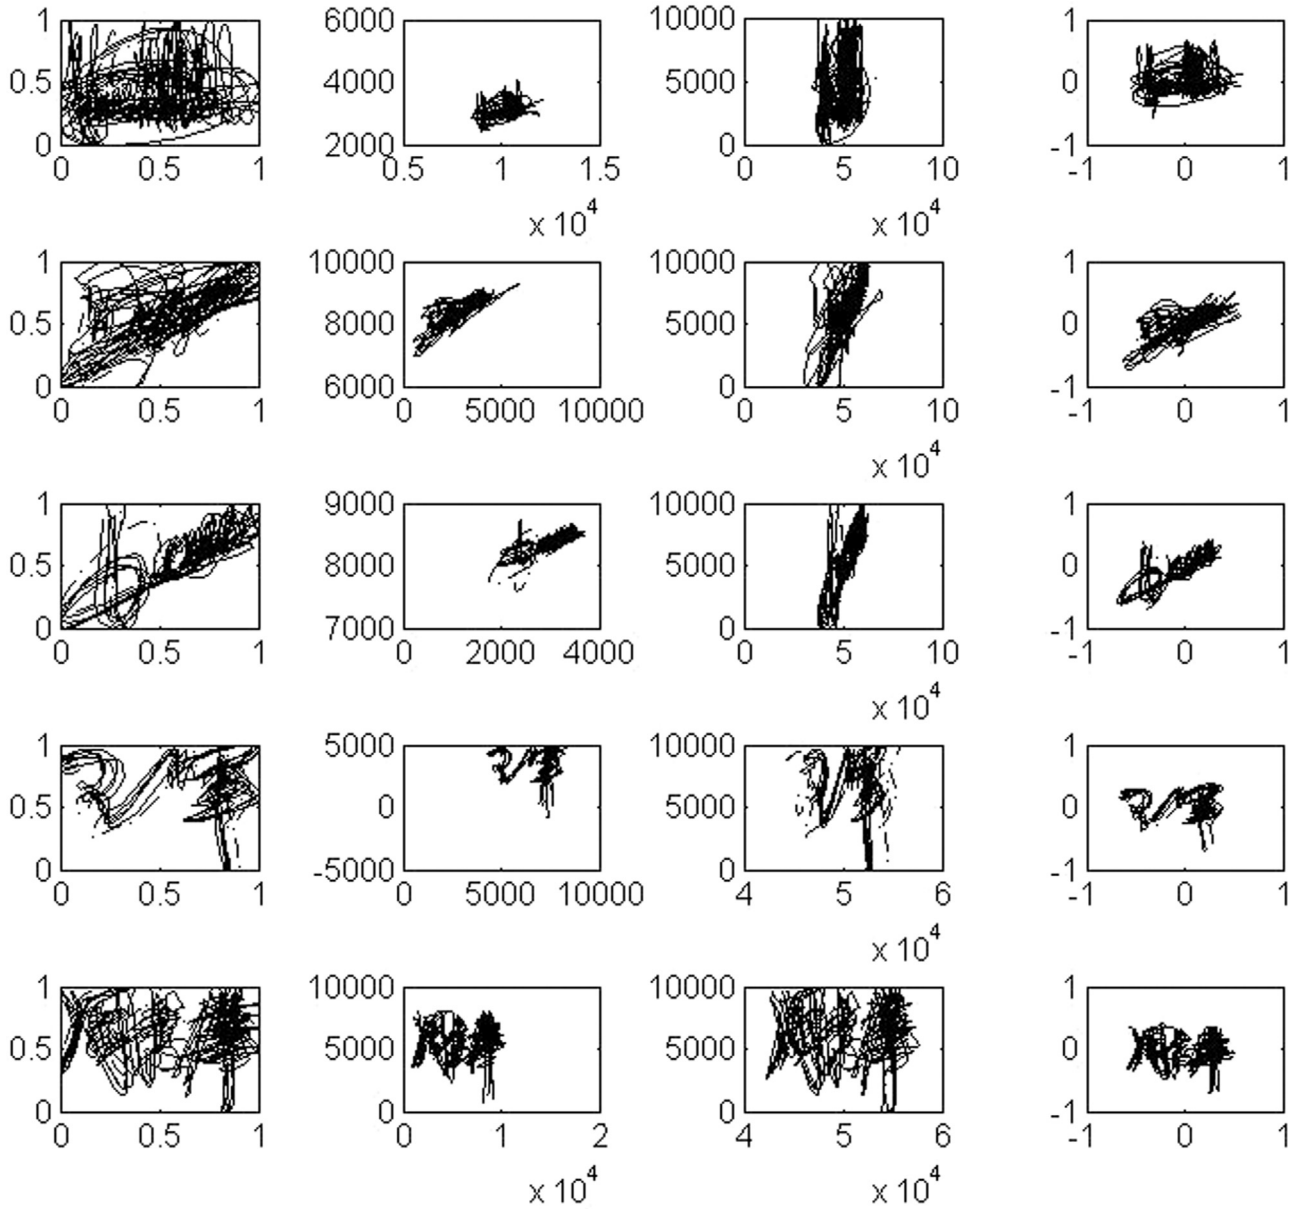 1 6000 10000 1
0.5 4000 5000 0
0 2000 0 -1
0 0.5 1 0.5 1 1.5 0 5 10 -1 0 1
x 10^4 x 10^4
1 10000 10000 1
0.5 8000 5000 0
0 6000 0 -1
0 0.5 1 0 5000 10000 0 5 10 -1 0 1
x 10^4
1 9000 10000 1
0.5 8000 5000 0
0 7000 0 -1
0 0.5 1 0 2000 4000 0 5 10 -1 0 1
x 10^4
1 5000 10000 1
0.5 0 5000 0
0 -5000 0 -1
0 0.5 1 0 5000 10000 4 5 6 -1 0 1
x 10^4
1 10000 10000 1
0.5 5000 5000 0
0 0 0 -1
0 0.5 1 0 1 2 4 5 6 -1 0 1
x 10^4 x 10^4